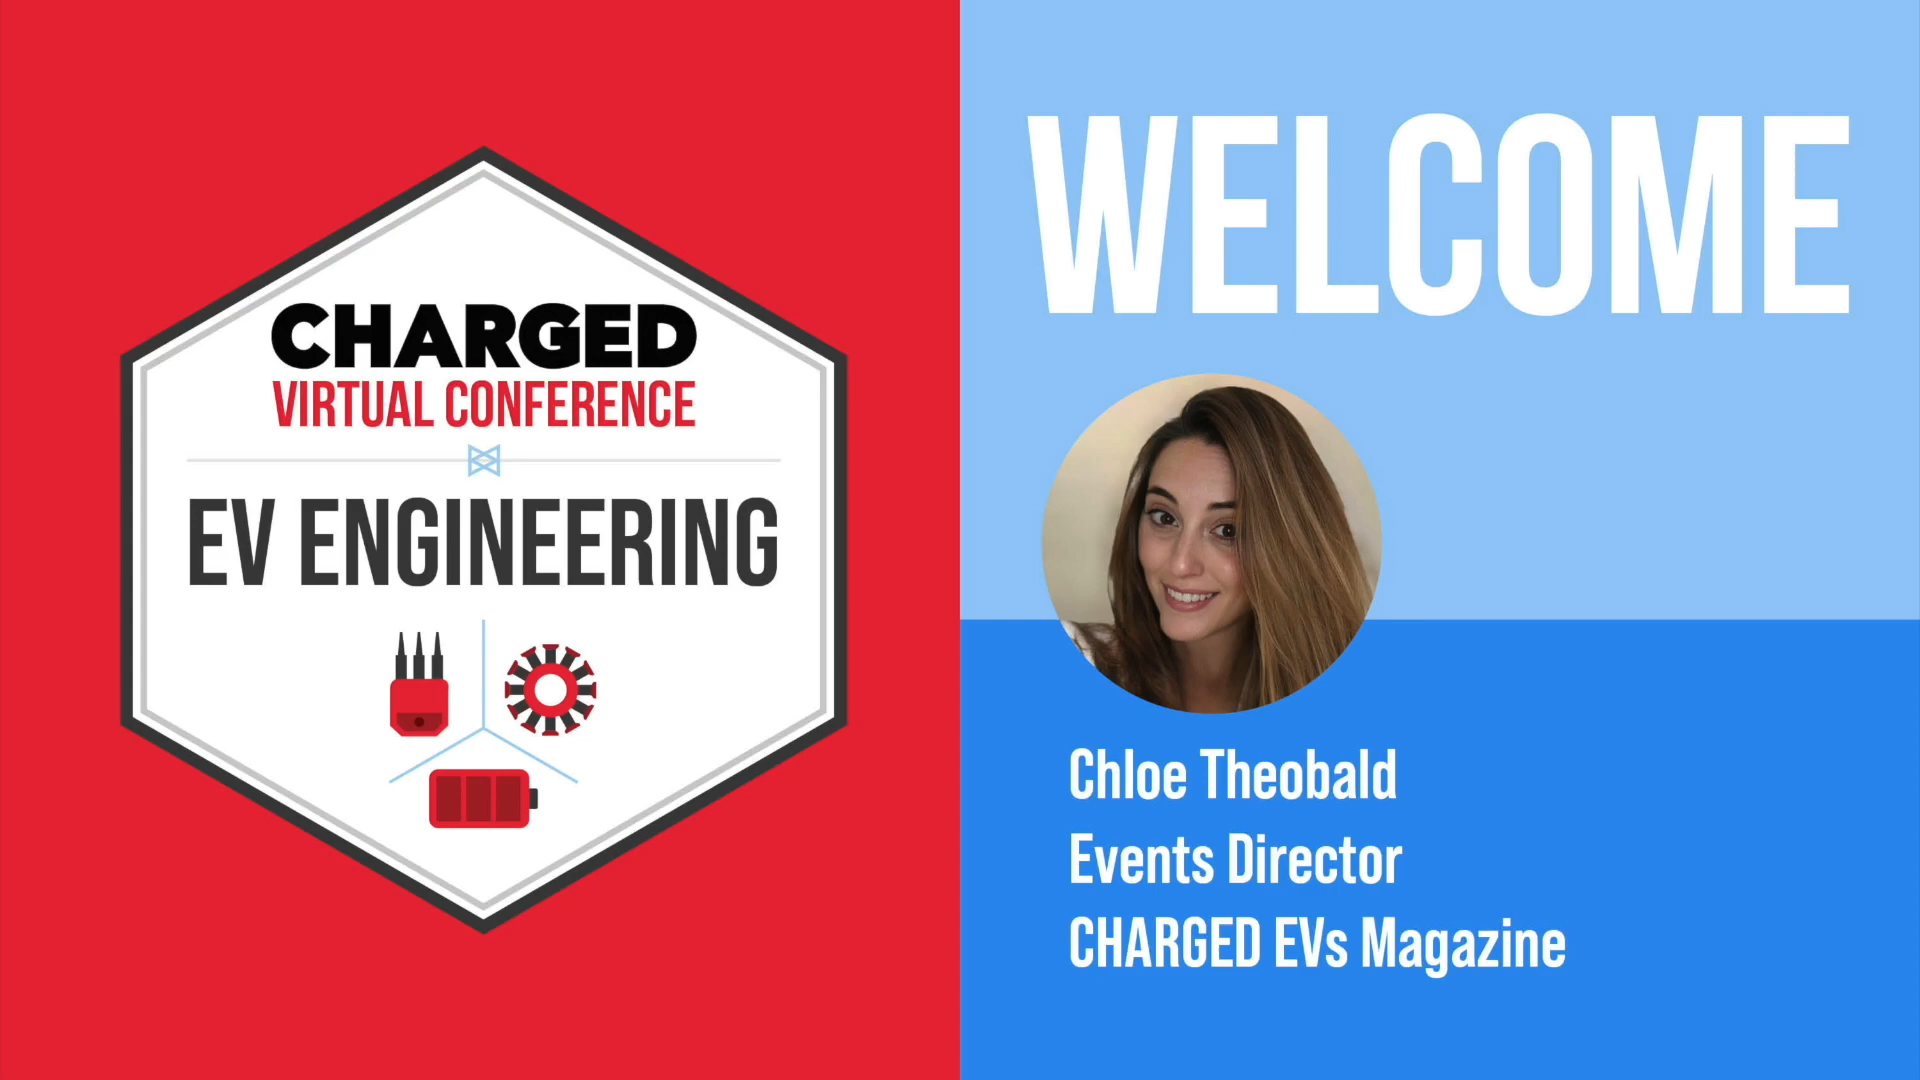 CHARGED
VIRTUAL CONFERENCE
EV ENGINEERING
WELCOME
Chloe Theobald
Events Director
CHARGED EVs Magazine